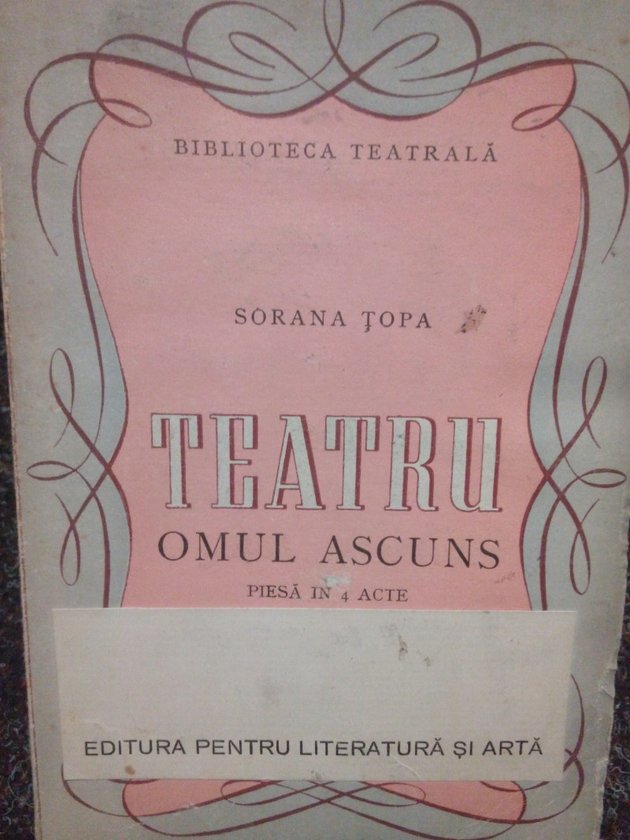 BIBLIOTECA TEATRALĂ
SORANA ȚOPA
TEATRU
OMUL ASCUNS
PIESĂ IN 4 ACTE
EDITURA PENTRU LITERATURĂ ȘI ARTĂ